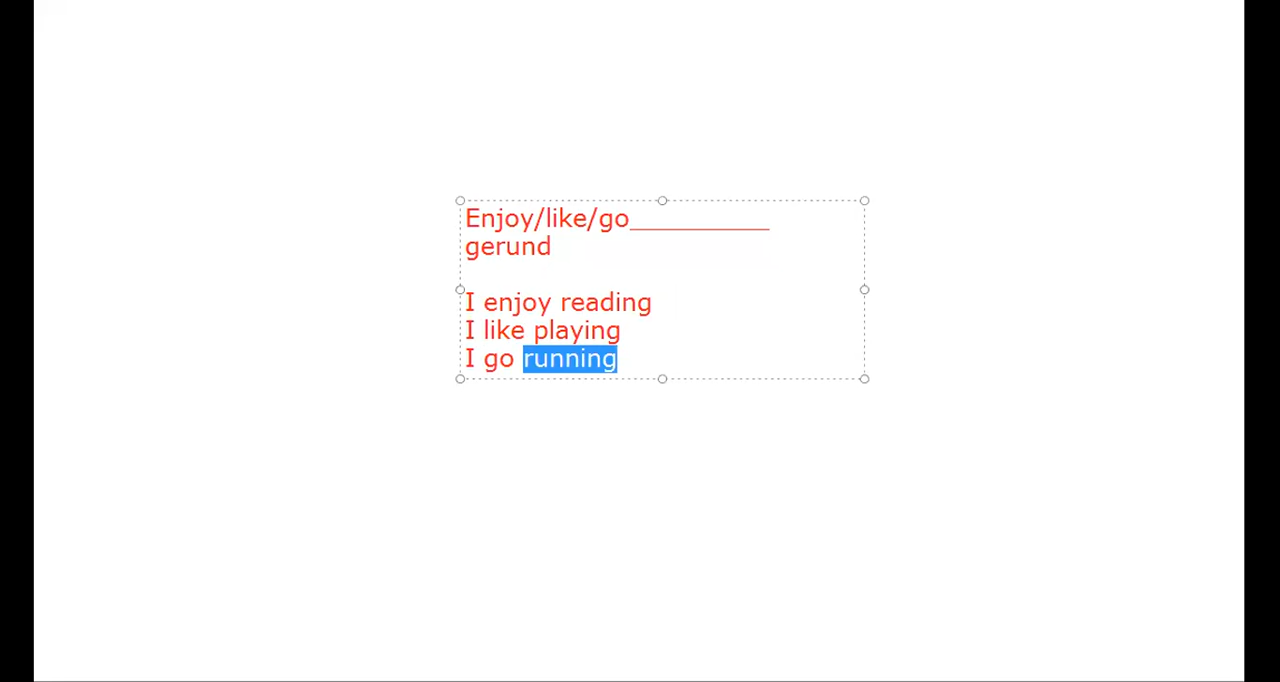 Enjoy/like/go__________
gerund
I enjoy reading
I like playing
I go running